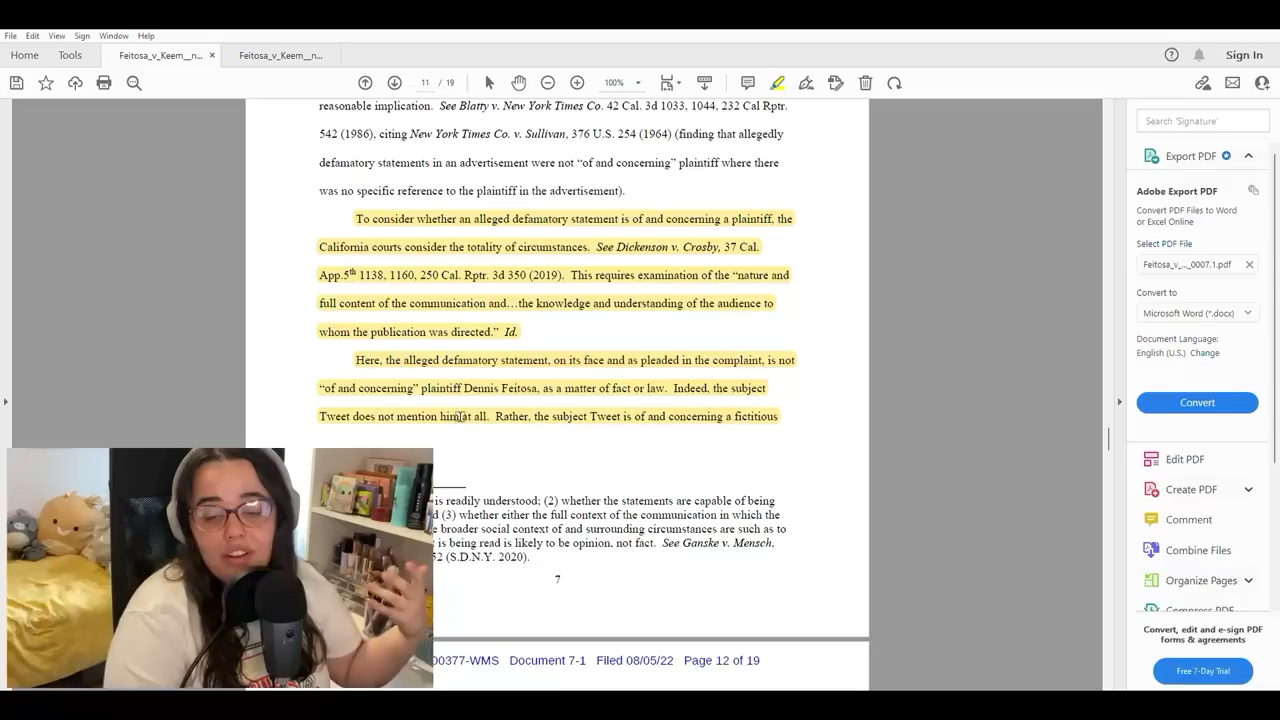 File Edit View Sign Window Help
Home Tools Feitosa_v_Keem__n... × Feitosa_v_Keem__n... Sign In
11 / 19 100%
reasonable implication. See Blatty v. New York Times Co. 42 Cal. 3d 1033, 1044, 232 Cal Rptr.
542 (1986), citing New York Times Co. v. Sullivan, 376 U.S. 254 (1964) (finding that allegedly
defamatory statements in an advertisement were not “of and concerning” plaintiff where there
was no specific reference to the plaintiff in the advertisement).
To consider whether an alleged defamatory statement is of and concerning a plaintiff, the
California courts consider the totality of circumstances. See Dickenson v. Crosby, 37 Cal.
App.5th 1138, 1160, 250 Cal. Rptr. 3d 350 (2019). This requires examination of the “nature and
full content of the communication and…the knowledge and understanding of the audience to
whom the publication was directed.” Id.
Here, the alleged defamatory statement, on its face and as pleaded in the complaint, is not
“of and concerning” plaintiff Dennis Feitosa, as a matter of fact or law. Indeed, the subject
Tweet does not mention him at all. Rather, the subject Tweet is of and concerning a fictitious
is readily understood; (2) whether the statements are capable of being
(3) whether either the full context of the communication in which the
broader social context of and surrounding circumstances are such as to
is being read is likely to be opinion, not fact. See Ganske v. Mensch,
(S.D.N.Y. 2020).
7
00377-WMS Document 7-1 Filed 08/05/22 Page 12 of 19
Search 'Signature'
Export PDF
Adobe Export PDF
Convert PDF Files to Word
or Excel Online
Select PDF File
Feitosa_v_..._0007.1.pdf
Convert to
Microsoft Word (*.docx)
Document Language:
English (U.S.) Change
Convert
Edit PDF
Create PDF
Comment
Combine Files
Organize Pages
Compress PDF
Convert, edit and e-sign PDF
forms & agreements
Free 7-Day Trial